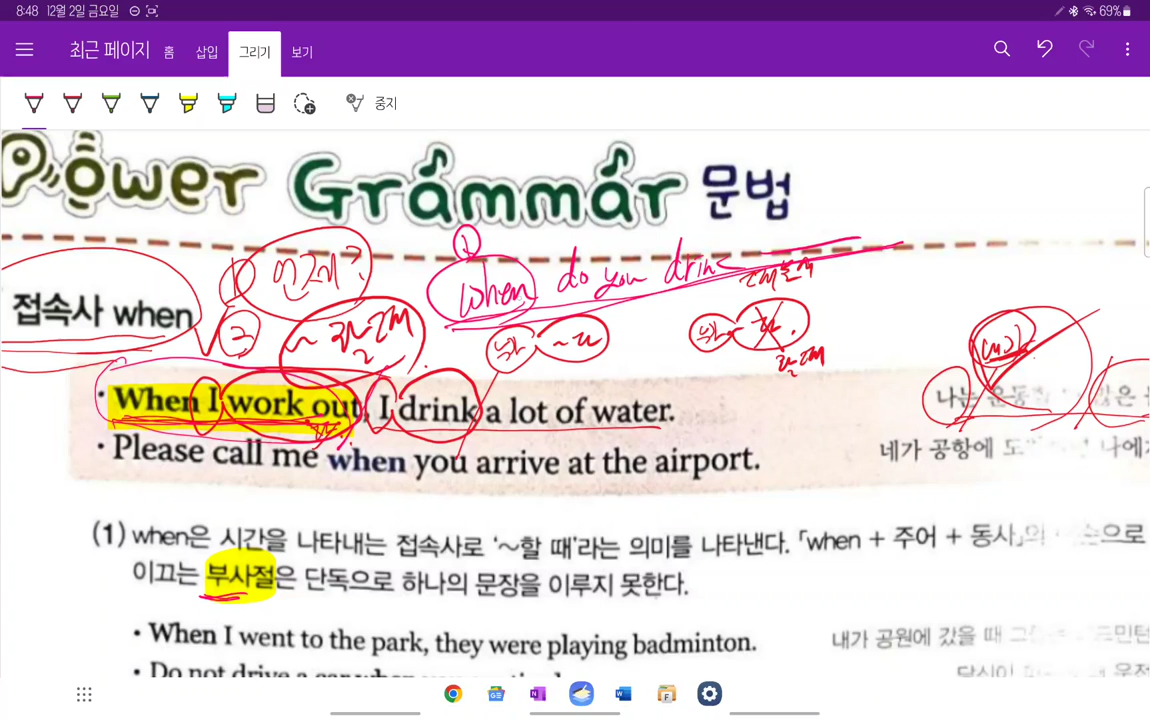 8:48 12월 2일 금요일 69%
최근 페이지 홈 삽입 그리기 보기
중지
Power Grammar 문법
① when do you drink
① 언제?
접속사 when
② ~할 때
할 때
· When I work out, I drink a lot of water.
· Please call me when you arrive at the airport.
네가 공항에
(1) when은 시간을 나타내는 접속사로 '~할 때'라는 의미를 나타낸다. 「when + 주어 + 동사」의
이끄는 부사절은 단독으로 하나의 문장을 이루지 못한다.
· When I went to the park, they were playing badminton. 내가 공원에 갔을 때
· Do not drive a car when